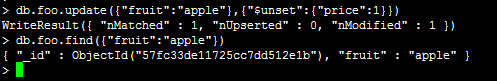 > db.foo.update({"fruit":"apple"},{"$unset":{"price":1}})
WriteResult({ "nMatched" : 1, "nUpserted" : 0, "nModified" : 1 })
> db.foo.find({"fruit":"apple"})
{ "_id" : ObjectId("57fc33de11725cc7dd512e1b"), "fruit" : "apple" }
>